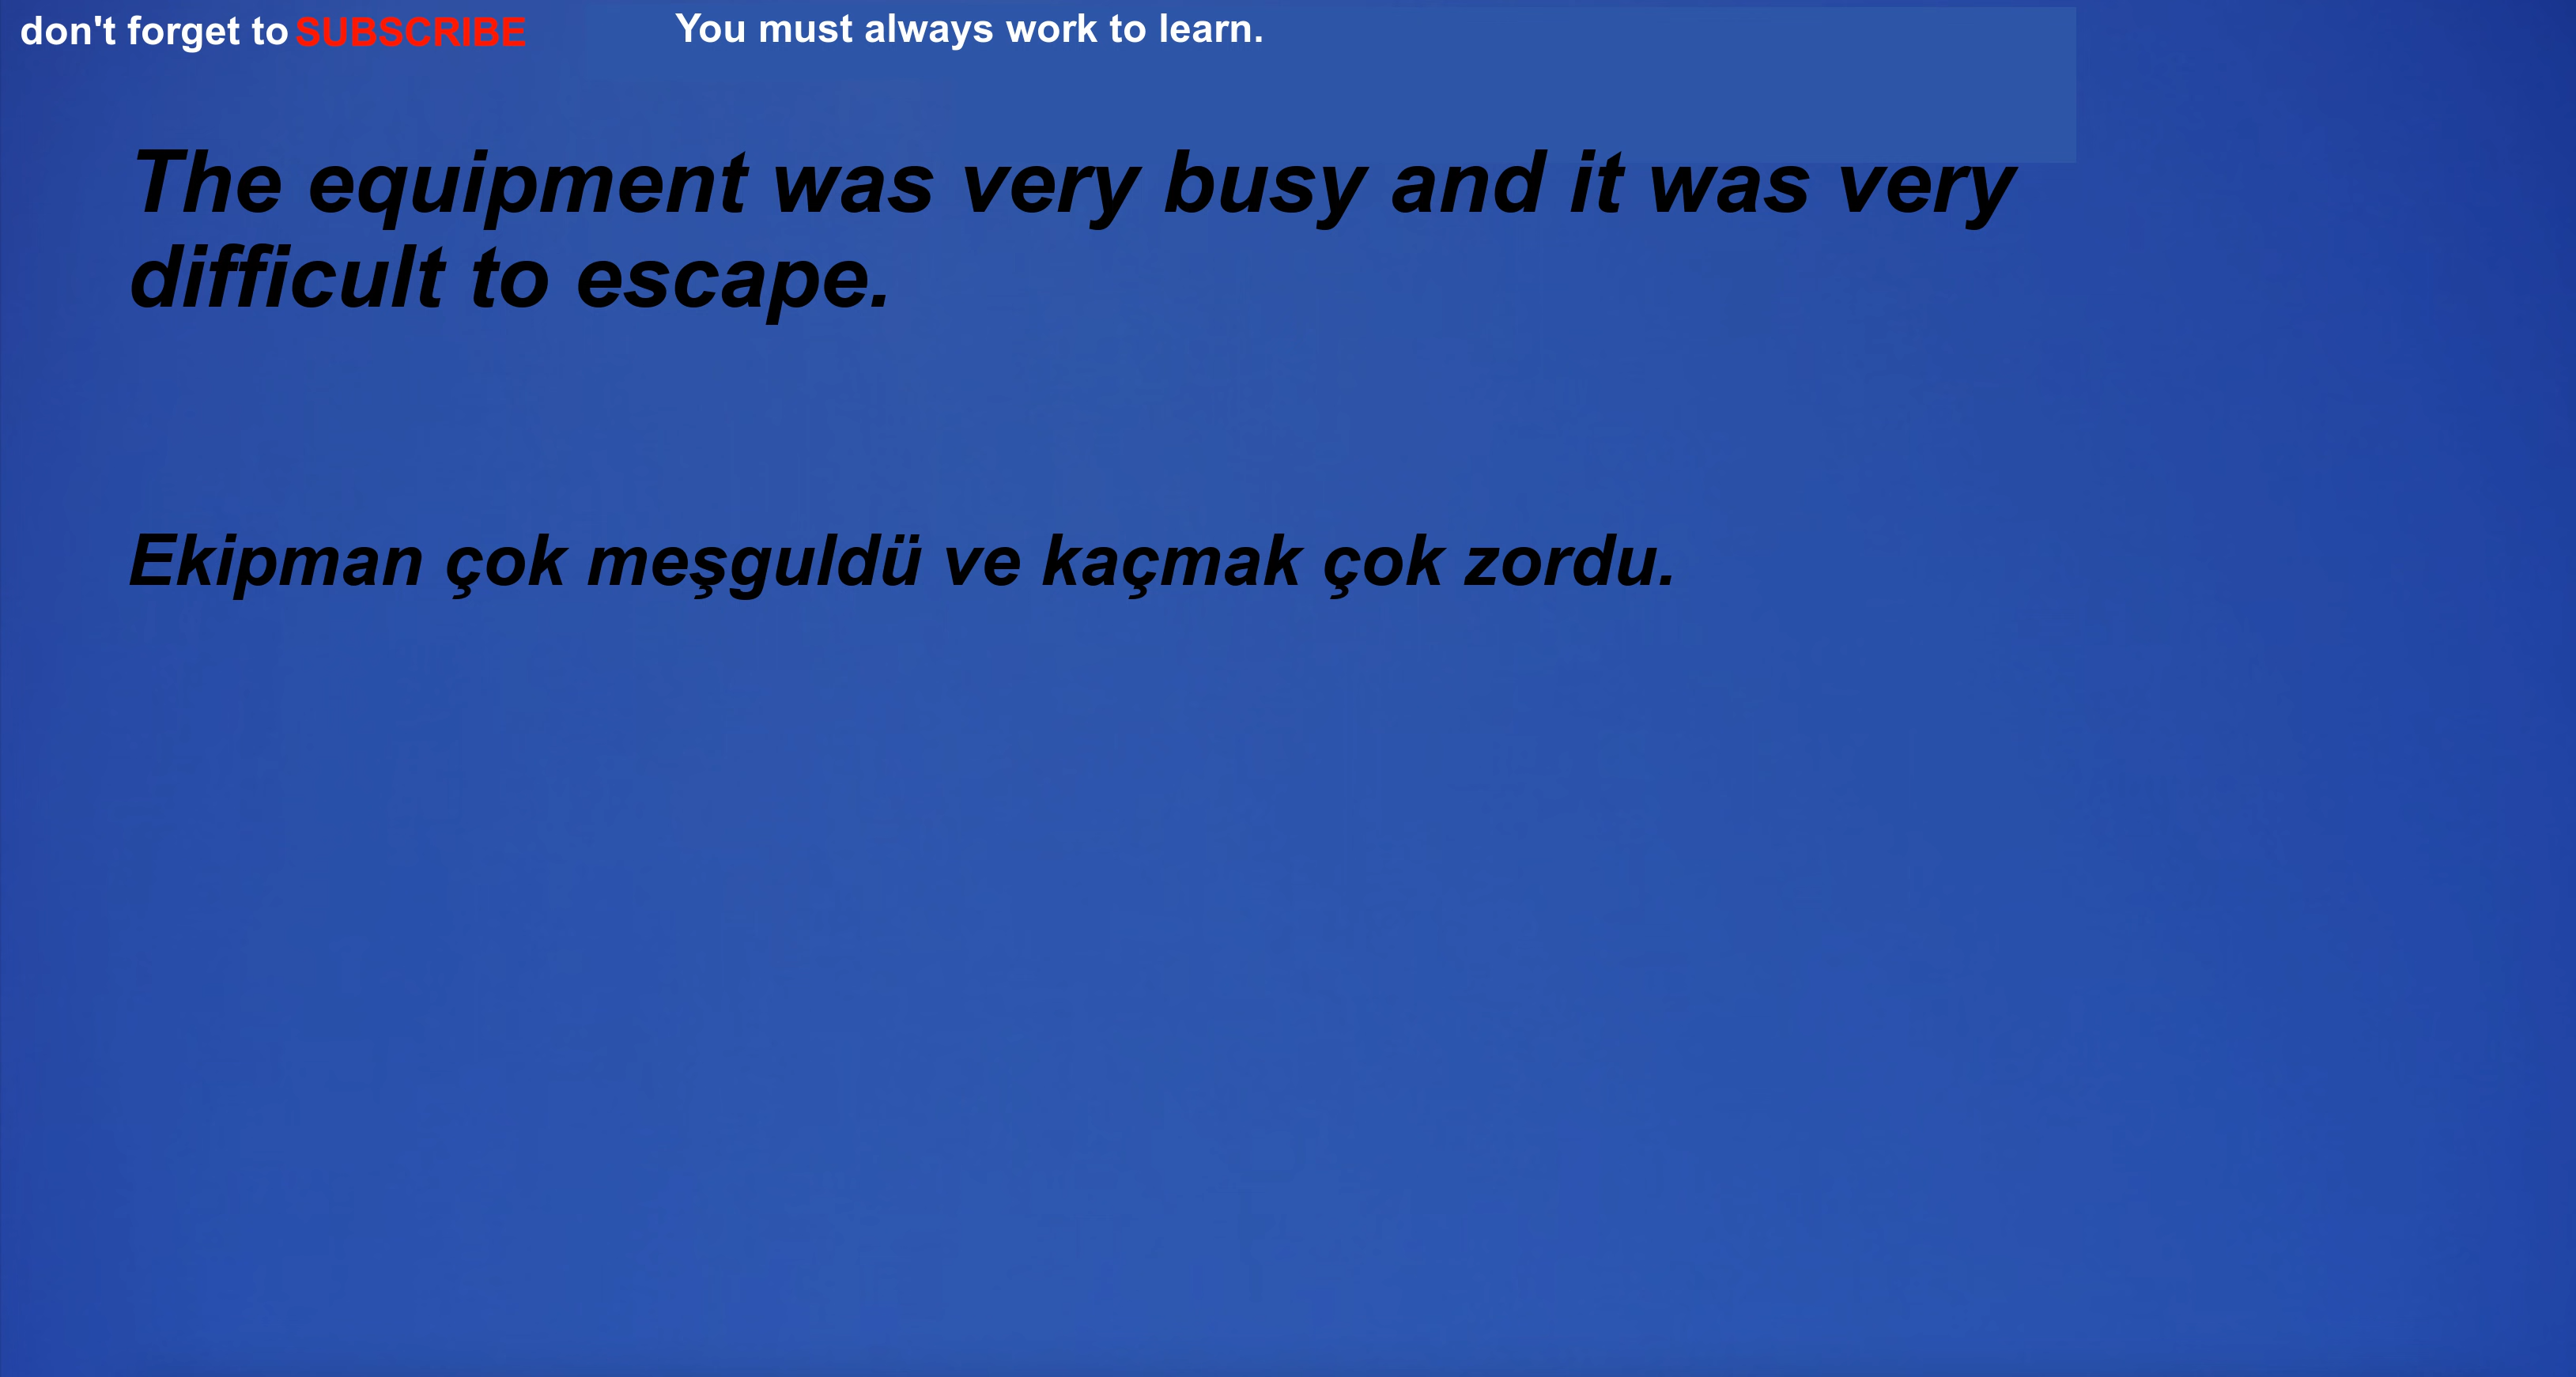 don't forget to SUBSCRIBE
You must always work to learn.
The equipment was very busy and it was very
difficult to escape.
Ekipman çok meşguldü ve kaçmak çok zordu.